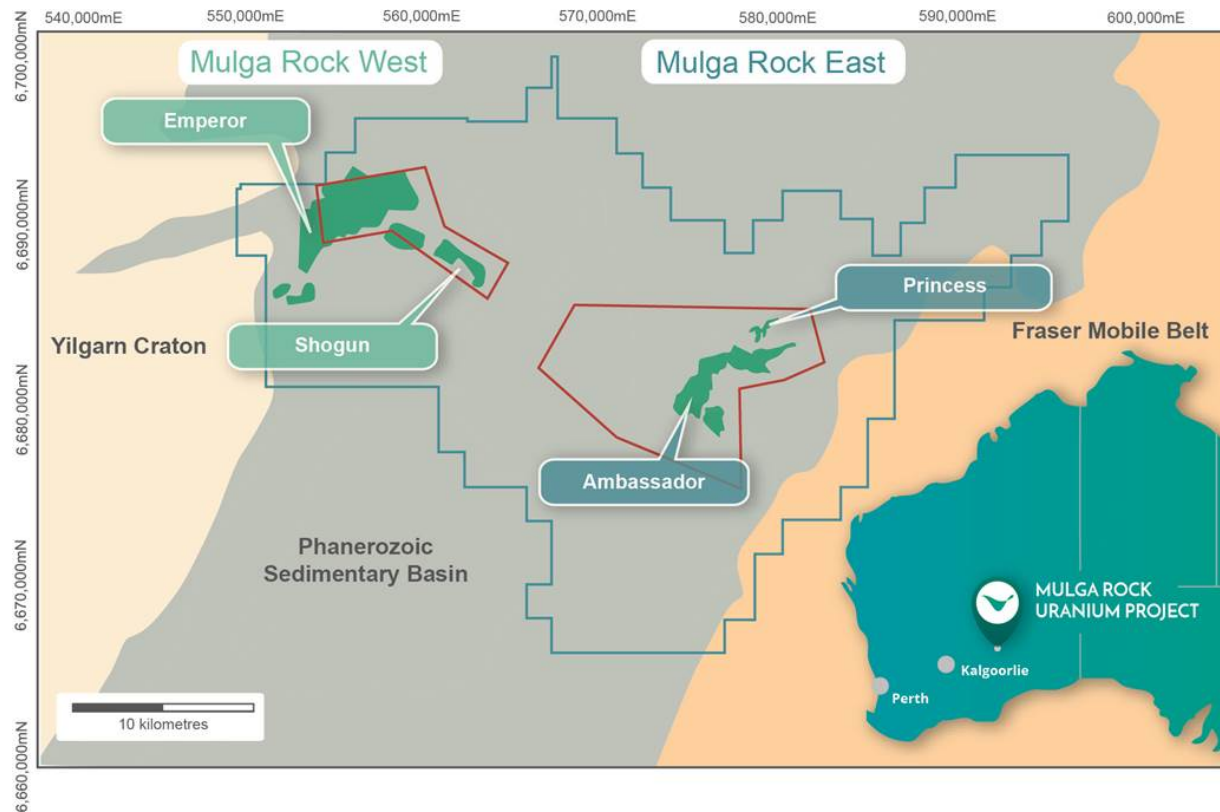 540,000mE
550,000mE
560,000mE
570,000mE
580,000mE
590,000mE
600,000mE
6,700,000mN
6,690,000mN
6,680,000mN
6,670,000mN
6,660,000mN
Mulga Rock West
Mulga Rock East
Emperor
Princess
Shogun
Yilgarn Craton
Fraser Mobile Belt
Ambassador
Phanerozoic
Sedimentary Basin
MULGA ROCK
URANIUM PROJECT
Kalgoorlie
Perth
10 kilometres